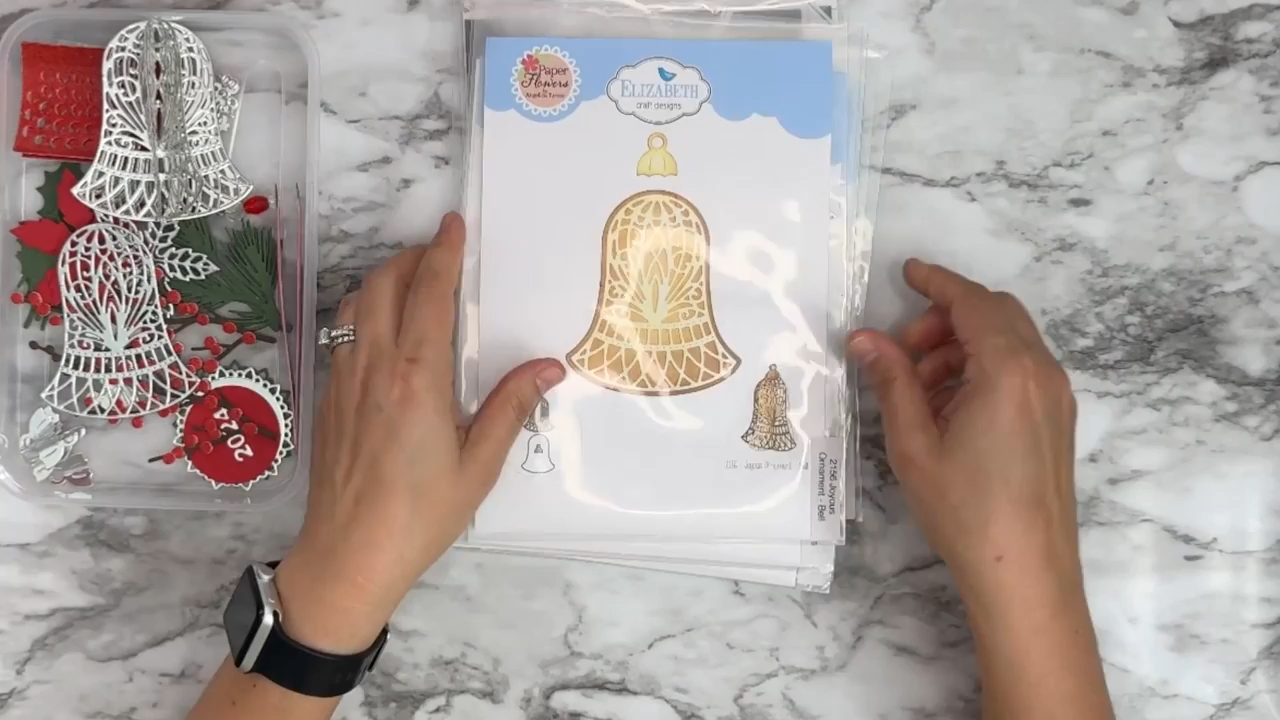 Paper
Flowers
ELIZABETH
craft designs
2156 Joyous
Ornament - Bell
2024